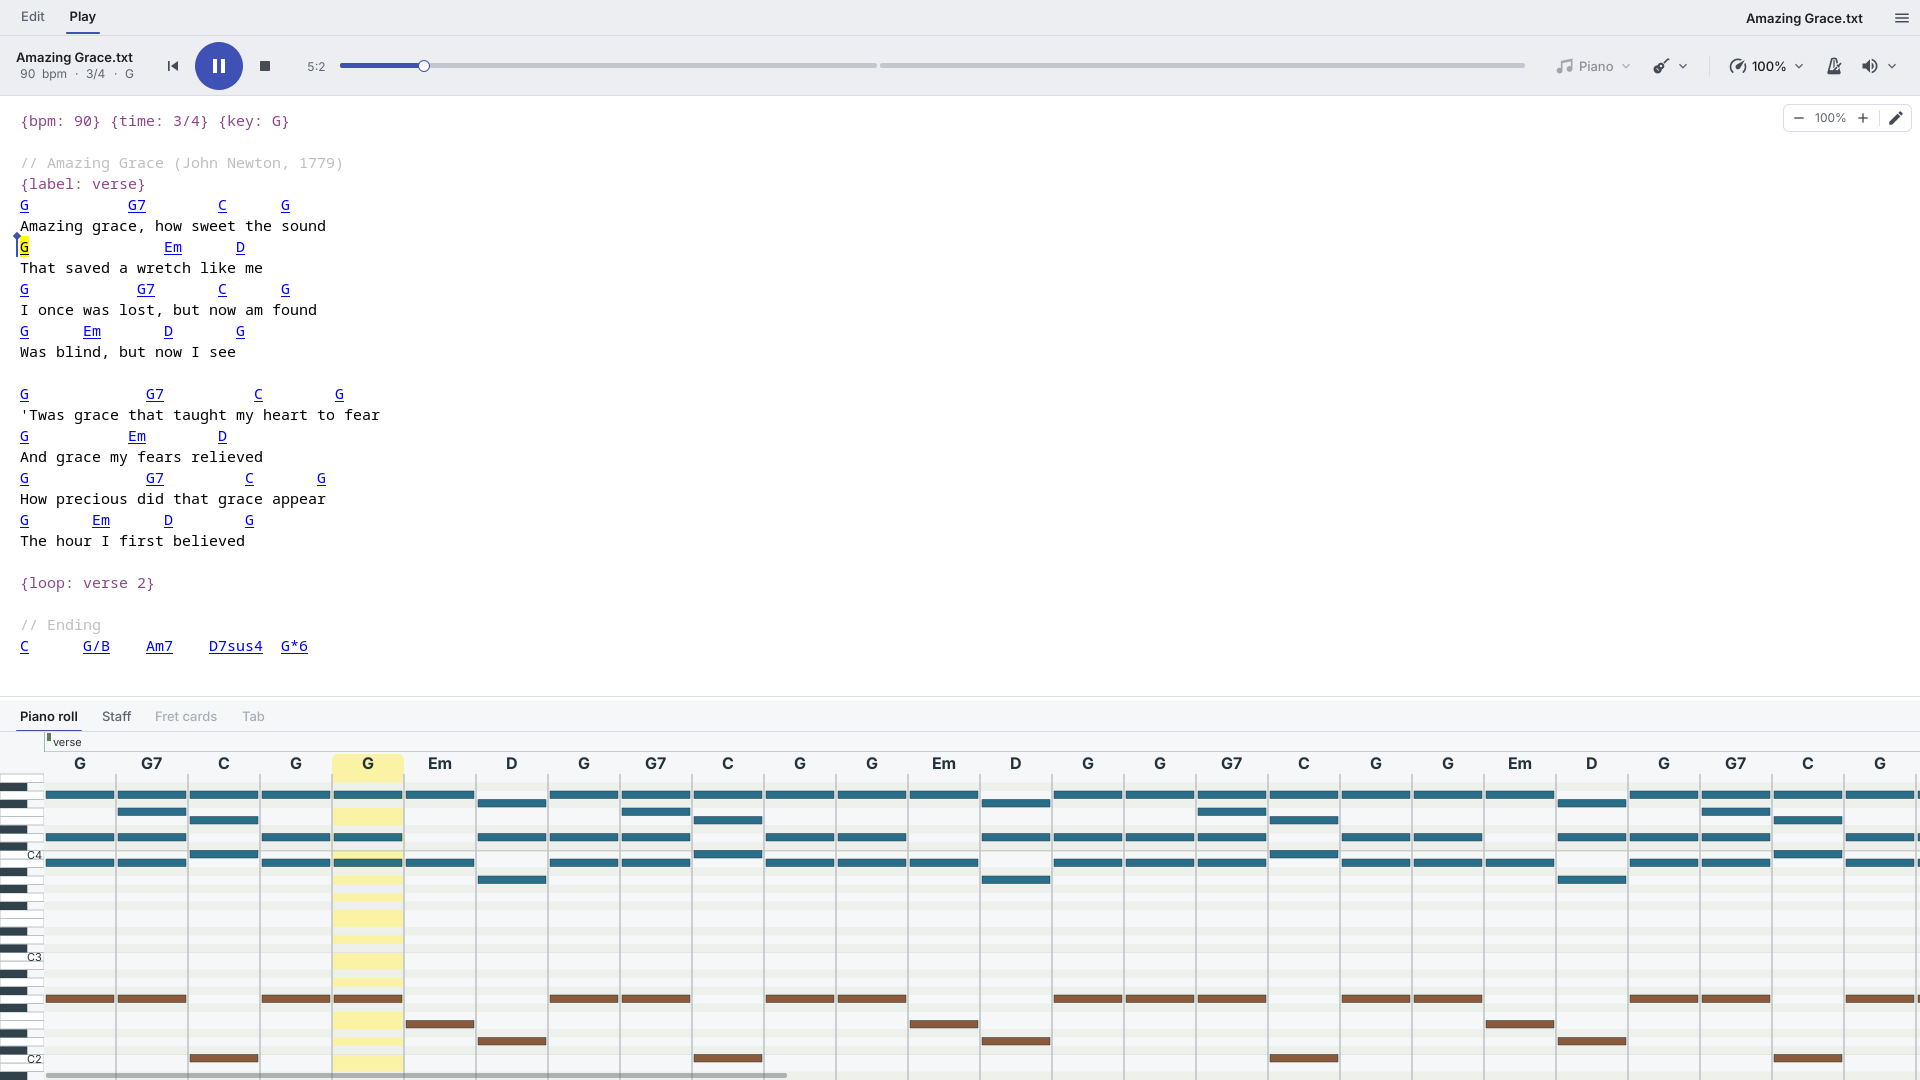 Edit Play Amazing Grace.txt
Amazing Grace.txt
90 bpm · 3/4 · G
5:2
Piano
100%
{bpm: 90} {time: 3/4} {key: G}
100%
// Amazing Grace (John Newton, 1779)
{label: verse}
G G7 C G
Amazing grace, how sweet the sound
G Em D
That saved a wretch like me
G G7 C G
I once was lost, but now am found
G Em D G
Was blind, but now I see
G G7 C G
'Twas grace that taught my heart to fear
G Em D
And grace my fears relieved
G G7 C G
How precious did that grace appear
G Em D G
The hour I first believed
{loop: verse 2}
// Ending
C G/B Am7 D7sus4 G*6
Piano roll Staff Fret cards Tab
verse
G G7 C G G Em D G G7 C G G Em D G G G7 C G G Em D G G7 C G
C4
C3
C2